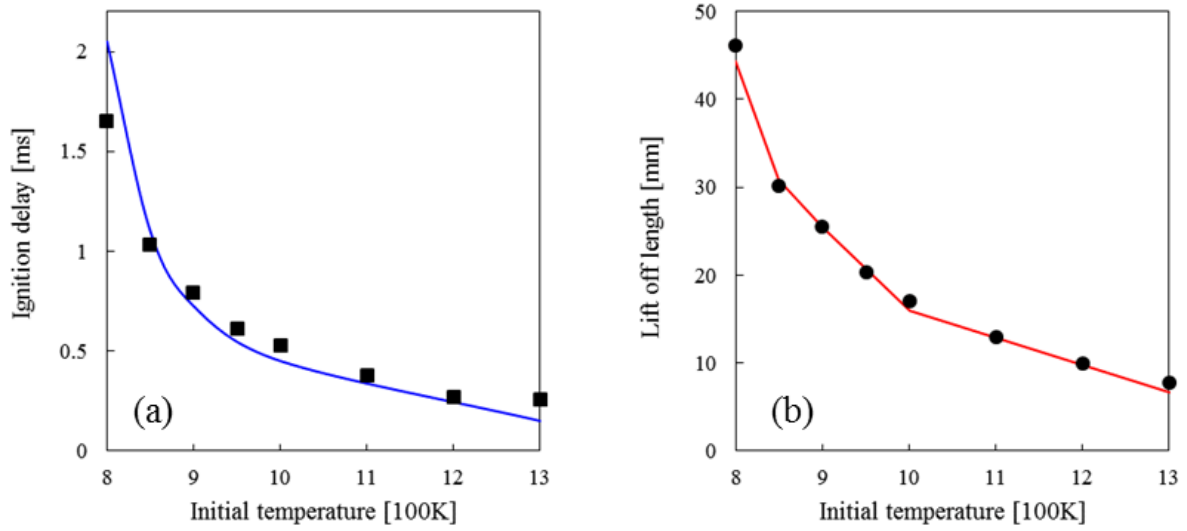 2
1.5
1
0.5
0
Ignition delay [ms]
(a)
8 9 10 11 12 13
Initial temperature [100K]
50
40
30
20
10
0
Lift off length [mm]
(b)
8 9 10 11 12 13
Initial temperature [100K]